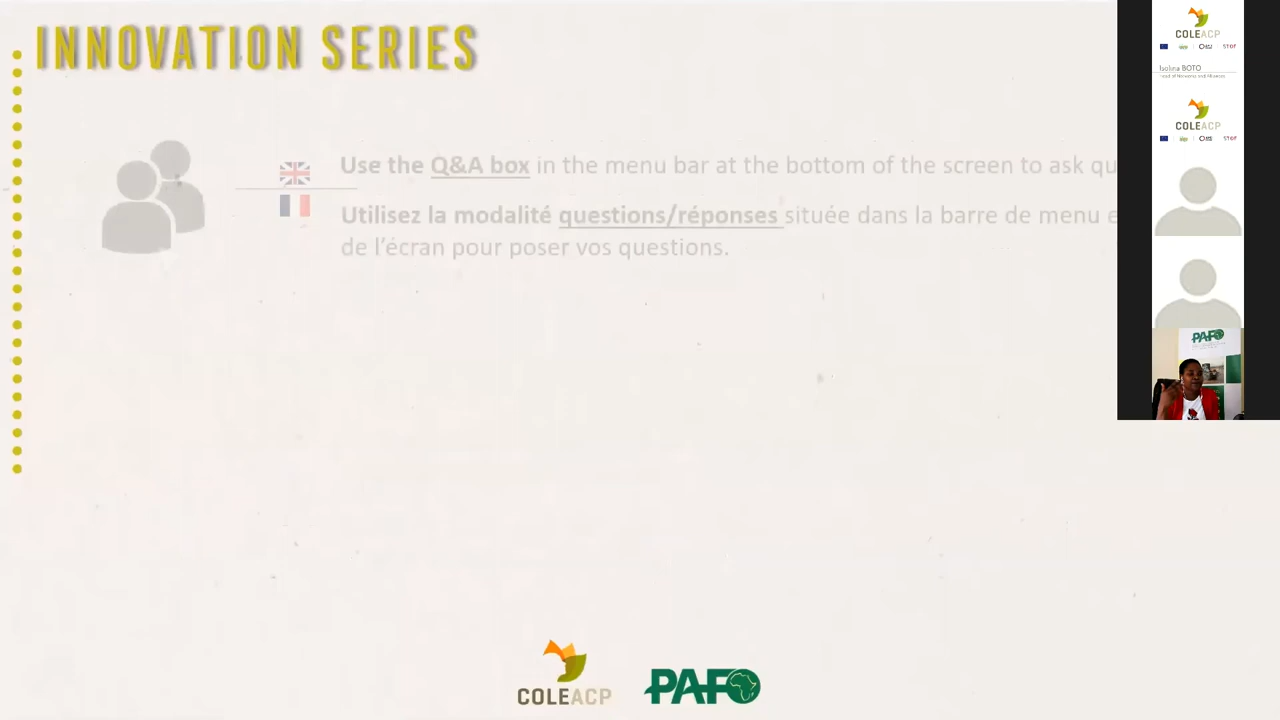 INNOVATION SERIES
Use the Q&A box in the menu bar at the bottom of the screen to ask qu
Utilisez la modalité questions/réponses située dans la barre de menu e
de l'écran pour poser vos questions.
COLEACP
PAFO
COLEACP
Isolina BOTO
COLEACP
PAFO